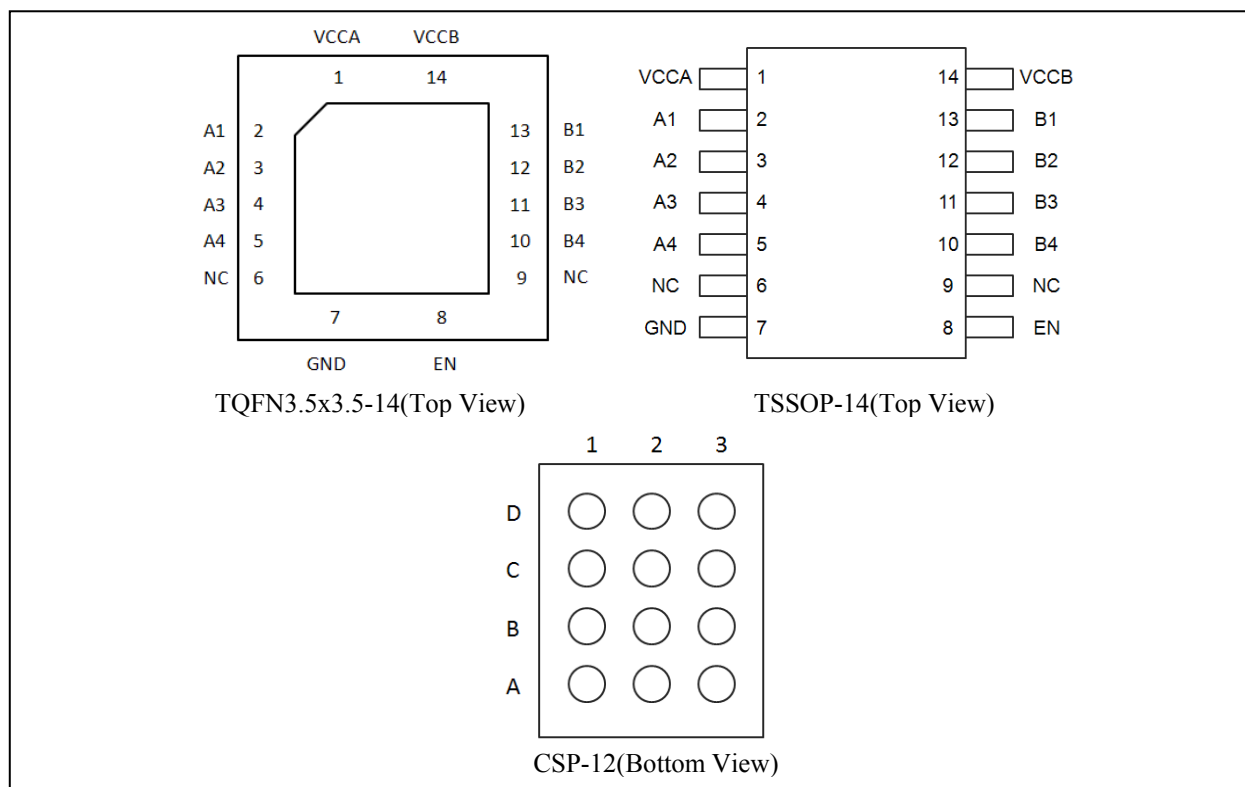 VCCA VCCB
1 14
A1 2 13 B1
A2 3 12 B2
A3 4 11 B3
A4 5 10 B4
NC 6 9 NC
7 8
GND EN
TQFN3.5x3.5-14(Top View)
VCCA 1 14 VCCB
A1 2 13 B1
A2 3 12 B2
A3 4 11 B3
A4 5 10 B4
NC 6 9 NC
GND 7 8 EN
TSSOP-14(Top View)
1 2 3
D
C
B
A
CSP-12(Bottom View)